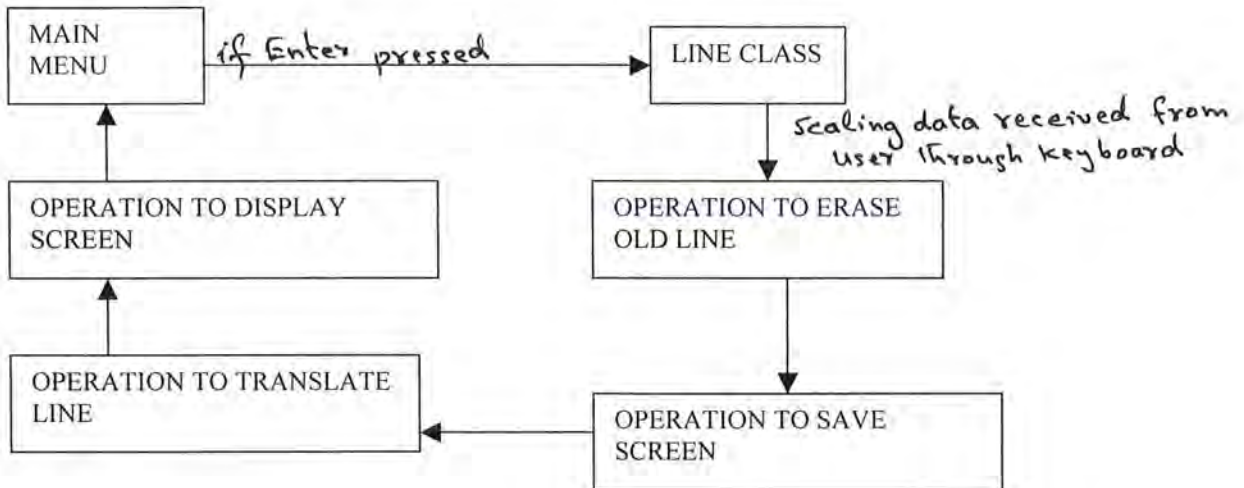 MAIN
MENU
if Enter pressed
LINE CLASS
scaling data received from
user through keyboard
OPERATION TO ERASE
OLD LINE
OPERATION TO SAVE
SCREEN
OPERATION TO TRANSLATE
LINE
OPERATION TO DISPLAY
SCREEN